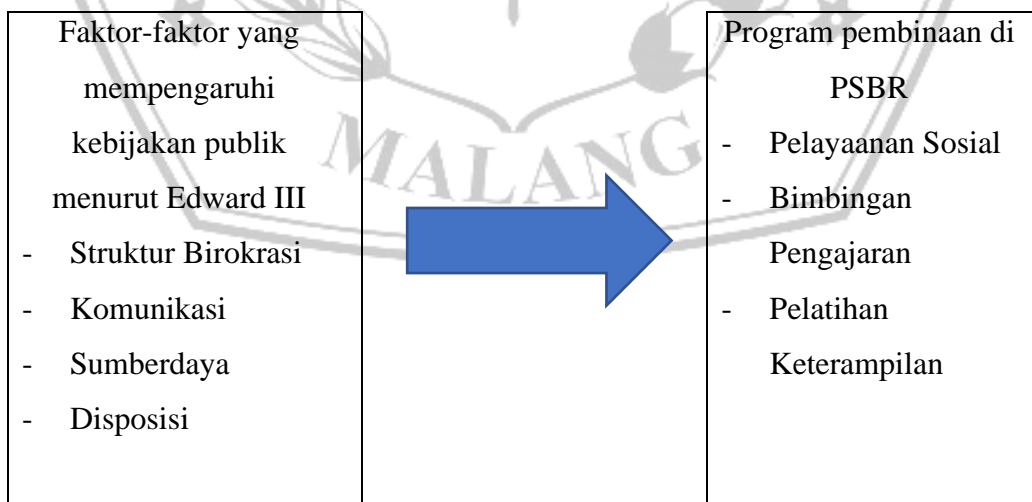 Faktor-faktor yang
mempengaruhi
kebijakan publik
menurut Edward III
- Struktur Birokrasi
- Komunikasi
- Sumberdaya
- Disposisi
Program pembinaan di
PSBR
- Pelayaanan Sosial
- Bimbingan
Pengajaran
- Pelatihan
Keterampilan
MALANG